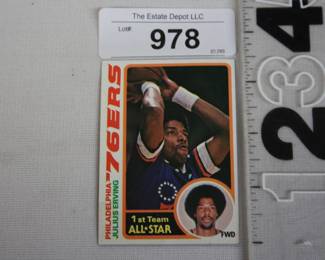 The Estate Depot LLC
Lot#:
978
PHILADELPHIA 76ERS
JULIUS ERVING
1st Team
ALL★STAR
FWD
1 2 3 4